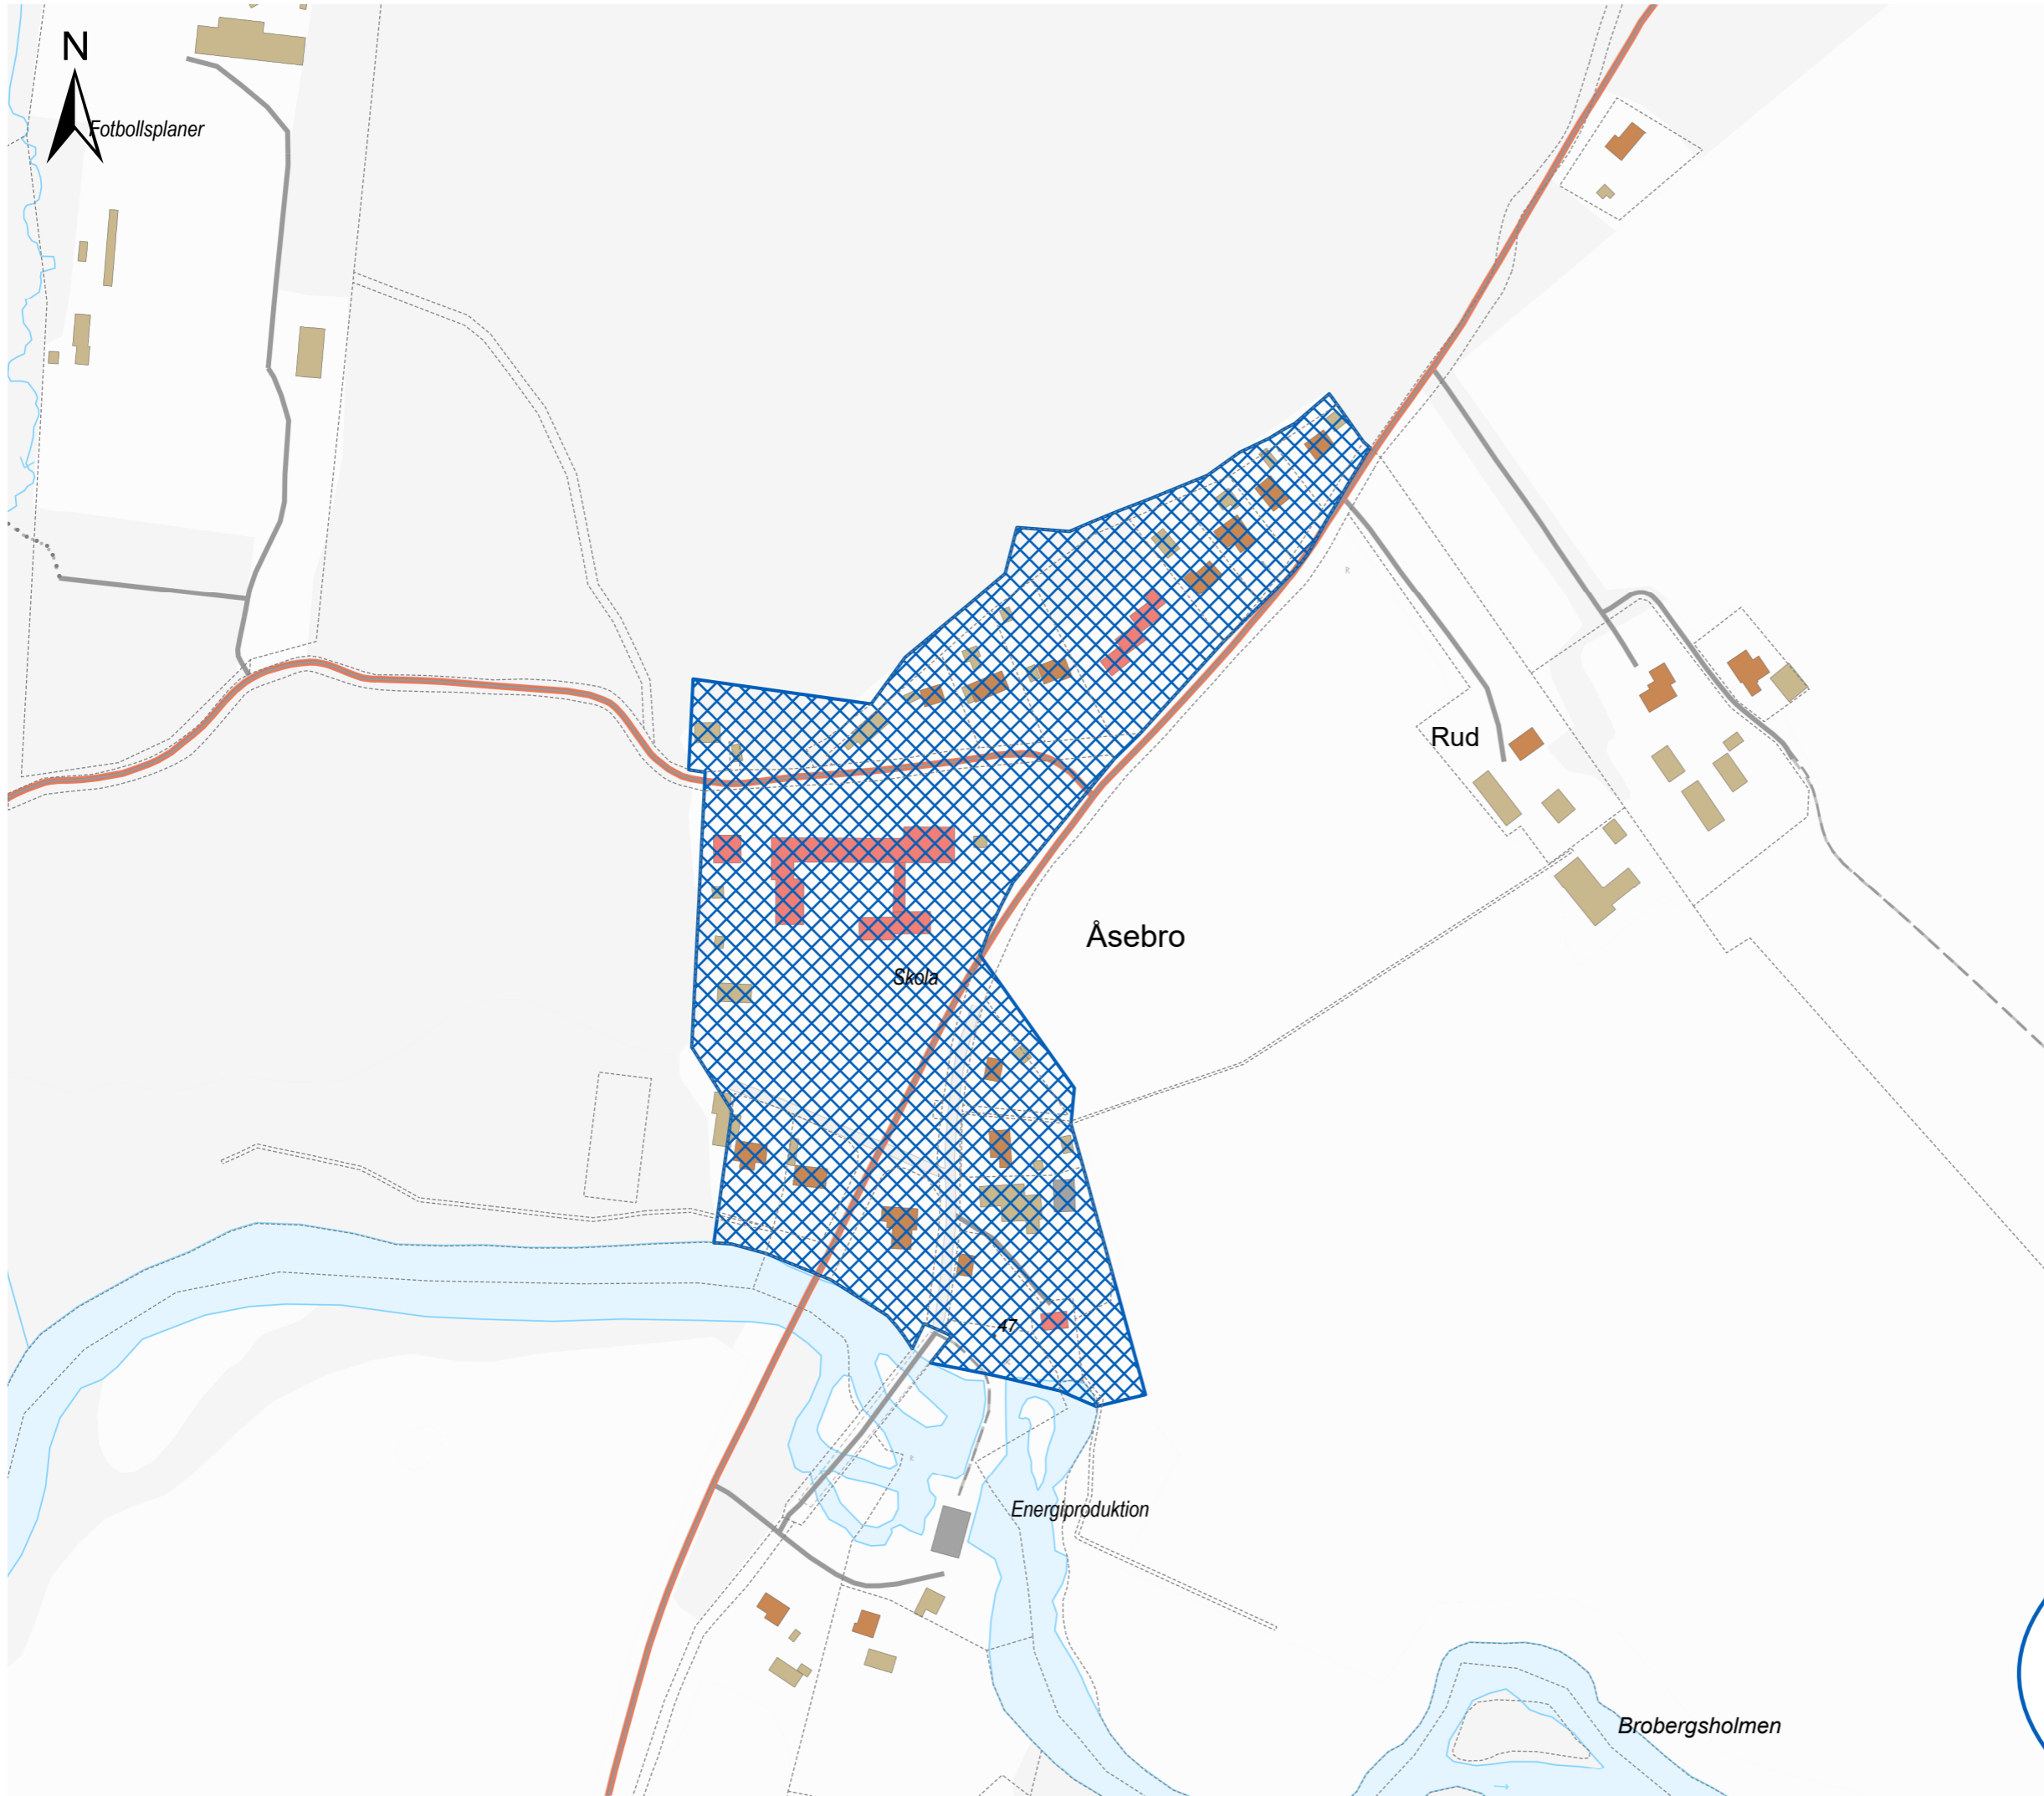 N
Fotbollsplaner
Rud
Åsebro
Skola
47
Energiproduktion
Brobergsholmen